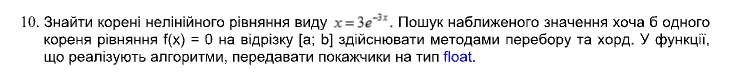 10. Знайти корені нелінійного рівняння виду x=3e⁻³ˣ. Пошук наближеного значення хоча б одного
кореня рівняння f(x) = 0 на відрізку [a; b] здійснювати методами перебору та хорд. У функції,
що реалізують алгоритми, передавати покажчики на тип float.